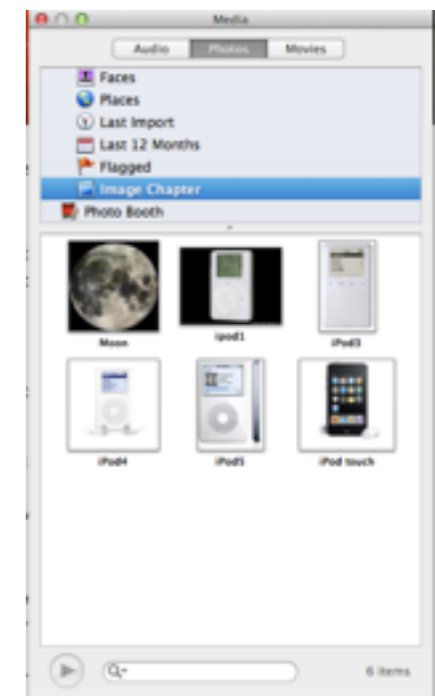 Media
Audio Photos Movies
Faces
Places
Last Import
Last 12 Months
Flagged
Image Chapter
Photo Booth
Moon ipod1 iPod3
iPod4 iPod5 iPod touch
6 items